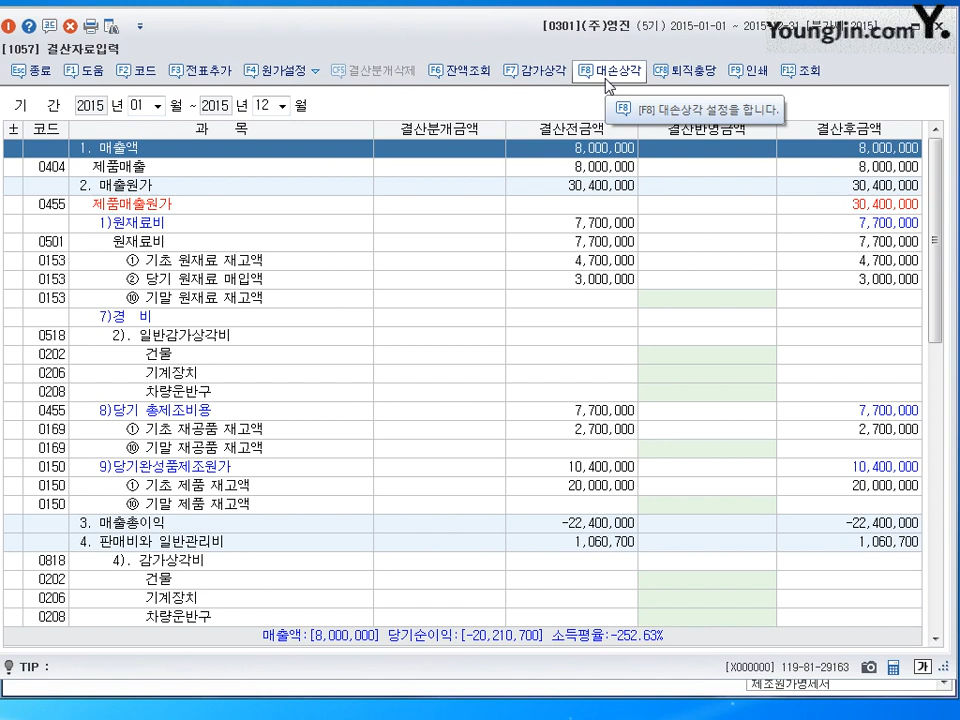 [0301](주)영진 (5기) 2015-01-01 ~ 2015-12-31 [부가세 2015]
YoungJin.com Y.
[1057] 결산자료입력
Esc 종료 F1 도움 F2 코드 F3 전표추가 F4 원가설정 CF5 결산분개삭제 F6 잔액조회 F7 감가상각 F8 대손상각 CF8 퇴직충당 F9 인쇄 F12 조회
기 간 2015 년 01 월 ~ 2015 년 12 월
F8 [F8] 대손상각 설정을 합니다.
± 코드 과 목 결산분개금액 결산전금액 결산반영금액 결산후금액
1. 매출액 8,000,000 8,000,000
0404 제품매출 8,000,000 8,000,000
2. 매출원가 30,400,000 30,400,000
0455 제품매출원가 30,400,000
1)원재료비 7,700,000 7,700,000
0501 원재료비 7,700,000 7,700,000
0153 ① 기초 원재료 재고액 4,700,000 4,700,000
0153 ② 당기 원재료 매입액 3,000,000 3,000,000
0153 ⑩ 기말 원재료 재고액
7)경 비
0518 2). 일반감가상각비
0202 건물
0206 기계장치
0208 차량운반구
0455 8)당기 총제조비용 7,700,000 7,700,000
0169 ① 기초 재공품 재고액 2,700,000 2,700,000
0169 ⑩ 기말 재공품 재고액
0150 9)당기완성품제조원가 10,400,000 10,400,000
0150 ① 기초 제품 재고액 20,000,000 20,000,000
0150 ⑩ 기말 제품 재고액
3. 매출총이익 -22,400,000 -22,400,000
4. 판매비와 일반관리비 1,060,700 1,060,700
0818 4). 감가상각비
0202 건물
0206 기계장치
0208 차량운반구
매출액:[8,000,000] 당기순이익:[-20,210,700] 소득평율:-252.63%
TIP : [X000000] 119-81-29163 가
제조원가명세서